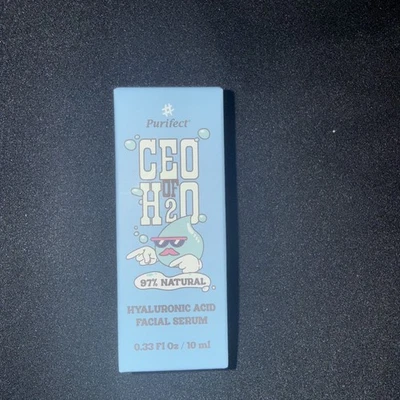 Purifect
CEO
OF
H2O
97% NATURAL
HYALURONIC ACID
FACIAL SERUM
0.33 Fl Oz / 10 ml